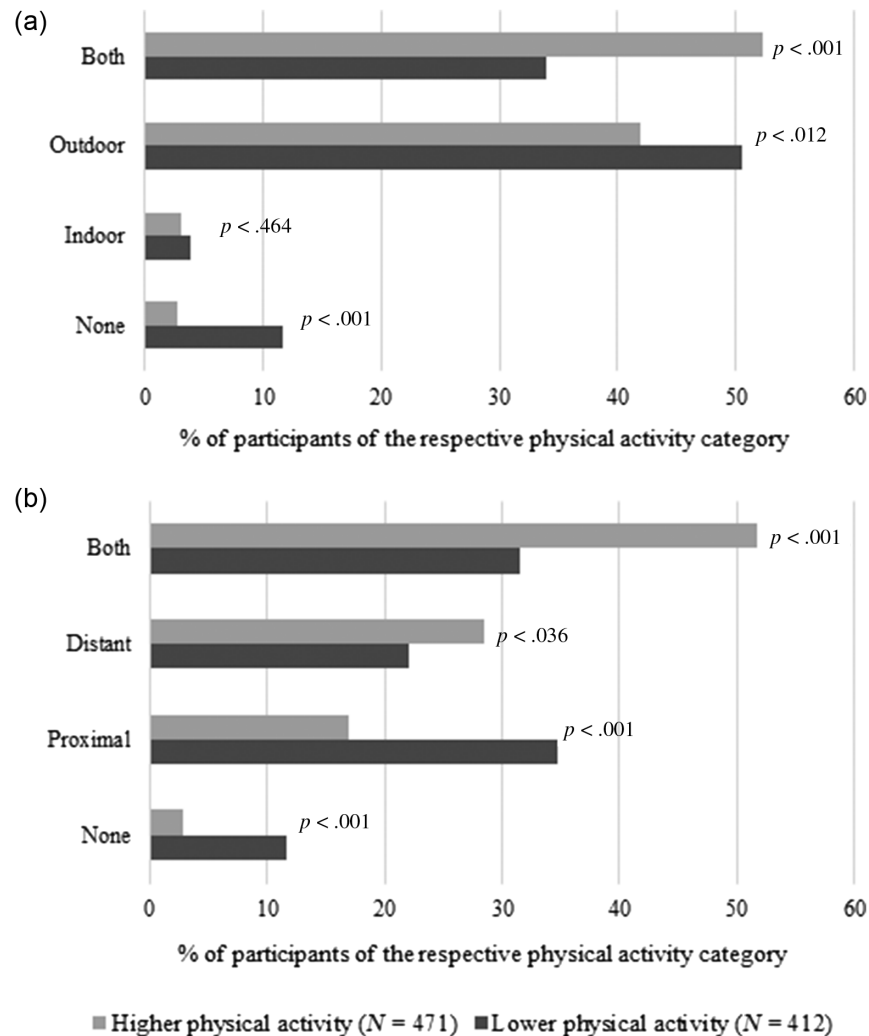 (a)
Both
p < .001
Outdoor
p < .012
Indoor
p < .464
None
p < .001
0 10 20 30 40 50 60
% of participants of the respective physical activity category
(b)
Both
p < .001
Distant
p < .036
Proximal
p < .001
None
p < .001
0 10 20 30 40 50 60
% of participants of the respective physical activity category
Higher physical activity (N = 471) Lower physical activity (N = 412)